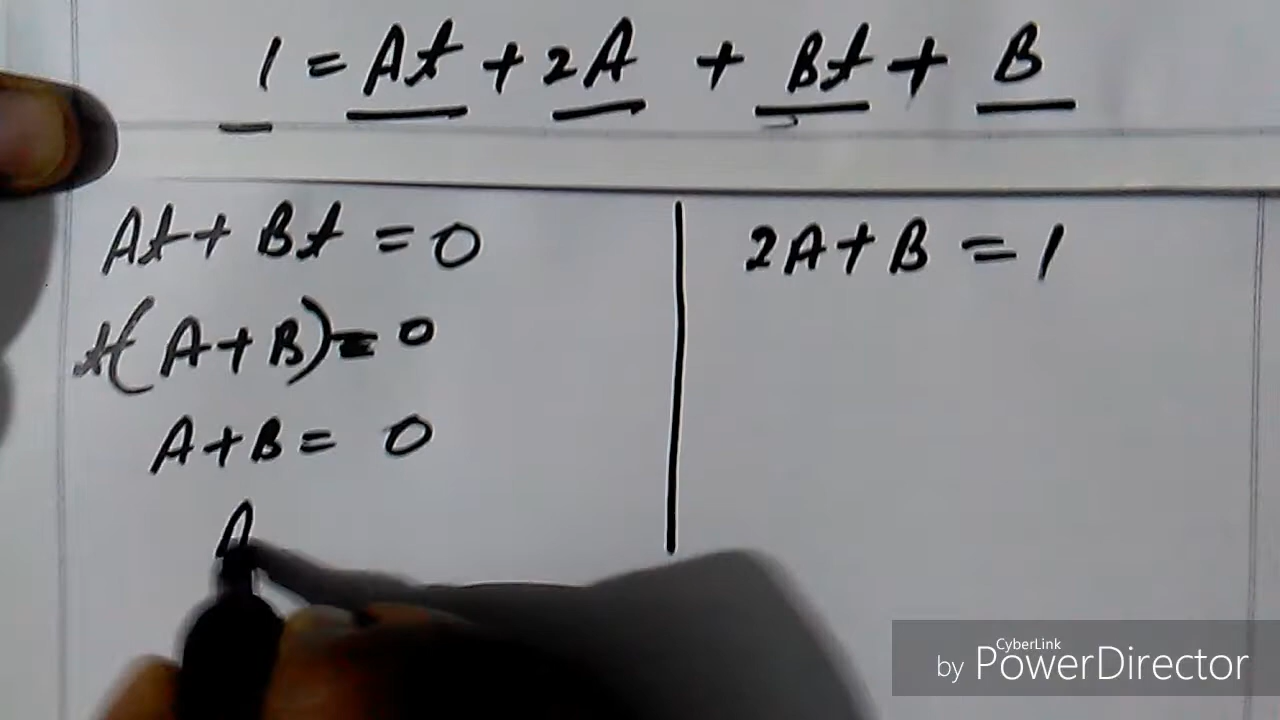 1 = At + 2A + Bt + B
At + Bt = 0
t(A+B) = 0
A+B = 0
A
2A + B = 1
CyberLink
by PowerDirector